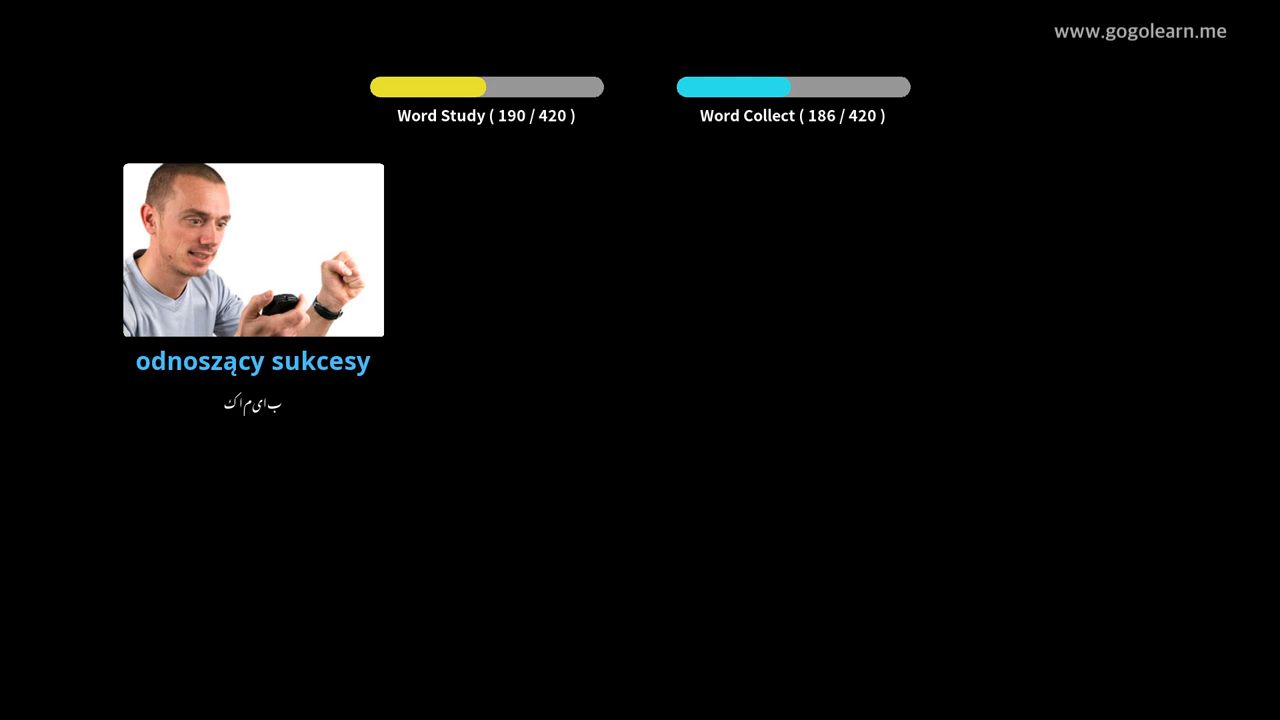 www.gogolearn.me
Word Study ( 190 / 420 )
Word Collect ( 186 / 420 )
odnoszący sukcesy
کامیاب